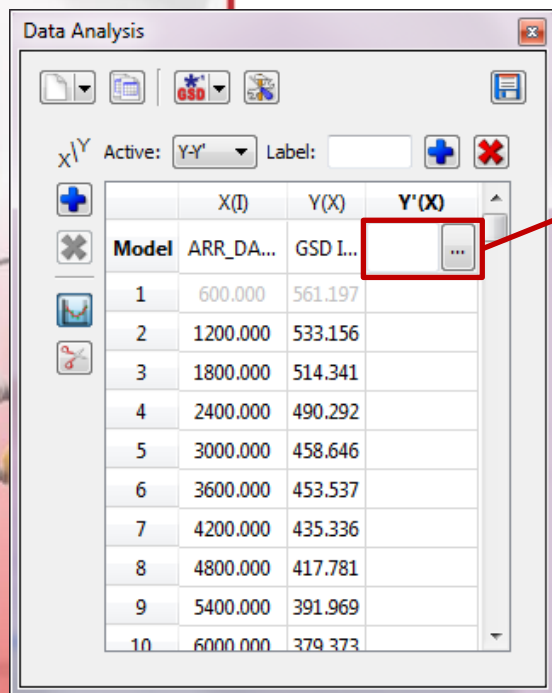 Data Analysis
GSD
X\Y Active: Y-Y' Label:
X(I) Y(X) Y'(X)
Model ARR_DA... GSD I... ...
1 600.000 561.197
2 1200.000 533.156
3 1800.000 514.341
4 2400.000 490.292
5 3000.000 458.646
6 3600.000 453.537
7 4200.000 435.336
8 4800.000 417.781
9 5400.000 391.969
10 6000.000 379.373